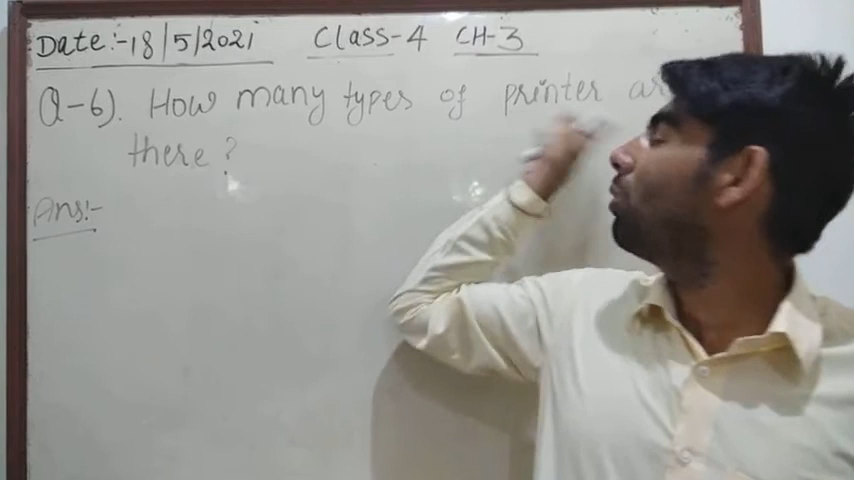 Date:-18/5/2021 Class-4 CH-3
Q-6). How many types of printer ar
there?
Ans:-